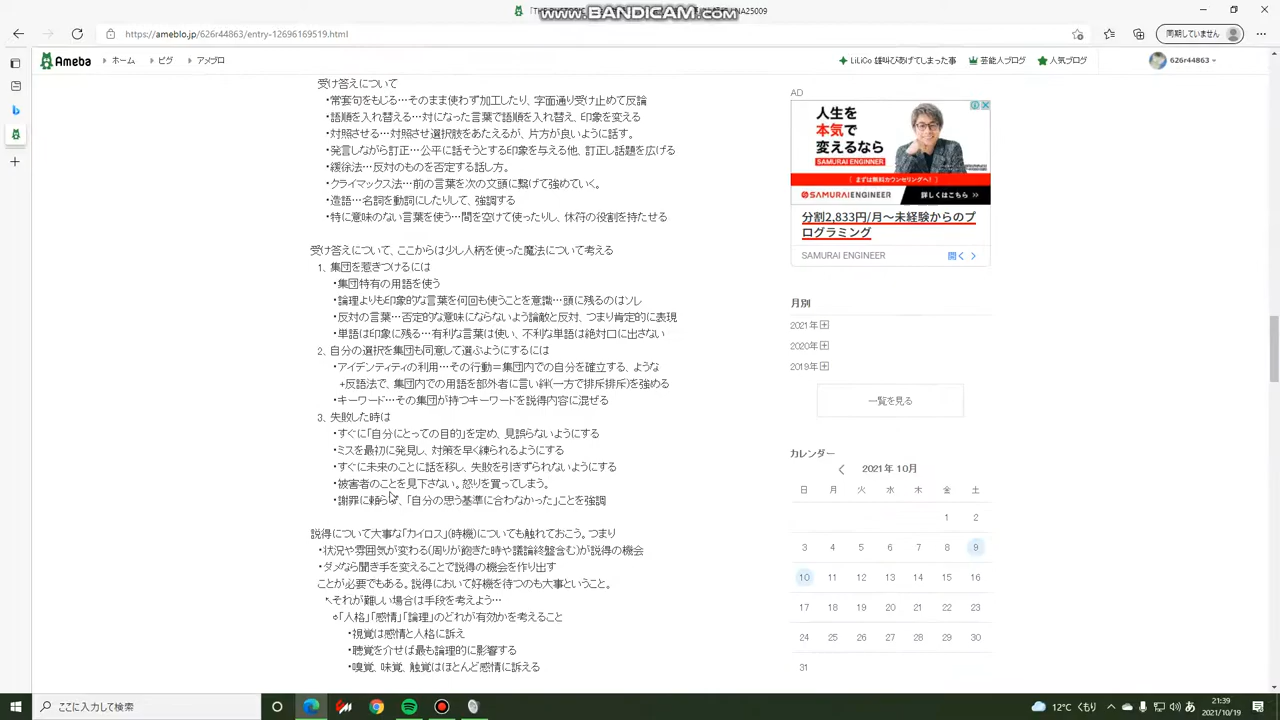 www.BANDICAM.com
NA25009
https://ameblo.jp/626r44863/entry-12696169519.html
同期していません
Ameba
ホーム
ピグ
アメブロ
LiLiCo 雄叫びあげてしまった事
芸能人ブログ
人気ブログ
626r44863
受け答えについて
・常套句をもじる…そのまま使わず加工したり、字面通り受け止めて反論
・語順を入れ替える…対になった言葉で語順を入れ替え、印象を変える
・対照させる…対照させ選択肢をあたえるが、片方が良いように話す。
・発言しながら訂正…公平に話そうとする印象を与える他、訂正し話題を広げる
・緩徐法…反対のものを否定する話し方。
・クライマックス法…前の言葉を次の文頭に繋げて強めていく。
・造語…名詞を動詞にしたりして、強調する
・特に意味のない言葉を使う…間を空けて使ったりし、休符の役割を持たせる
受け答えについて、ここからは少し人柄を使った魔法について考える
1、集団を惹きつけるには
・集団特有の用語を使う
・論理よりも印象的な言葉を何回も使うことを意識…頭に残るのはソレ
・反対の言葉…否定的な意味にならないよう論敵と反対、つまり肯定的に表現
・単語は印象に残る…有利な言葉は使い、不利な単語は絶対口に出さない
2、自分の選択を集団も同意して選ぶようにするには
・アイデンティティの利用…その行動＝集団内での自分を確立する、ような
+反語法で、集団内での用語を部外者に言い絆(一方で排斥排斥)を強める
・キーワード…その集団が持つキーワードを説得内容に混ぜる
3、失敗した時は
・すぐに「自分にとっての目的」を定め、見誤らないようにする
・ミスを最初に発見し、対策を早く練られるようにする
・すぐに未来のことに話を移し、失敗を引きずられないようにする
・被害者のことを見下さない。怒りを買ってしまう。
・謝罪に頼らず、「自分の思う基準に合わなかった」ことを強調
説得について大事な「カイロス」(時機)についても触れておこう。つまり
・状況や雰囲気が変わる(周りが飽きた時や議論終盤含む)が説得の機会
・ダメなら聞き手を変えることで説得の機会を作り出す
ことが必要でもある。説得において好機を待つのも大事ということ。
↖それが難しい場合は手段を考えよう…
「人格」「感情」「論理」のどれが有効かを考えること
・視覚は感情と人格に訴え
・聴覚を介せば最も論理的に影響する
・嗅覚、味覚、触覚はほとんど感情に訴える
AD
人生を
本気で
変えるなら
SAMURAI ENGINEER
まずは無料カウンセリングへ！
SAMURAI ENGINEER
詳しくはこちら >>
分割2,833円/月～未経験からのプ
ログラミング
SAMURAI ENGINEER
開く
月別
2021年
2020年
2019年
一覧を見る
カレンダー
2021年 10月
日 月 火 水 木 金 土
1 2
3 4 5 6 7 8 9
10 11 12 13 14 15 16
17 18 19 20 21 22 23
24 25 26 27 28 29 30
31
ここに入力して検索
12°C くもり
21:39
2021/10/19